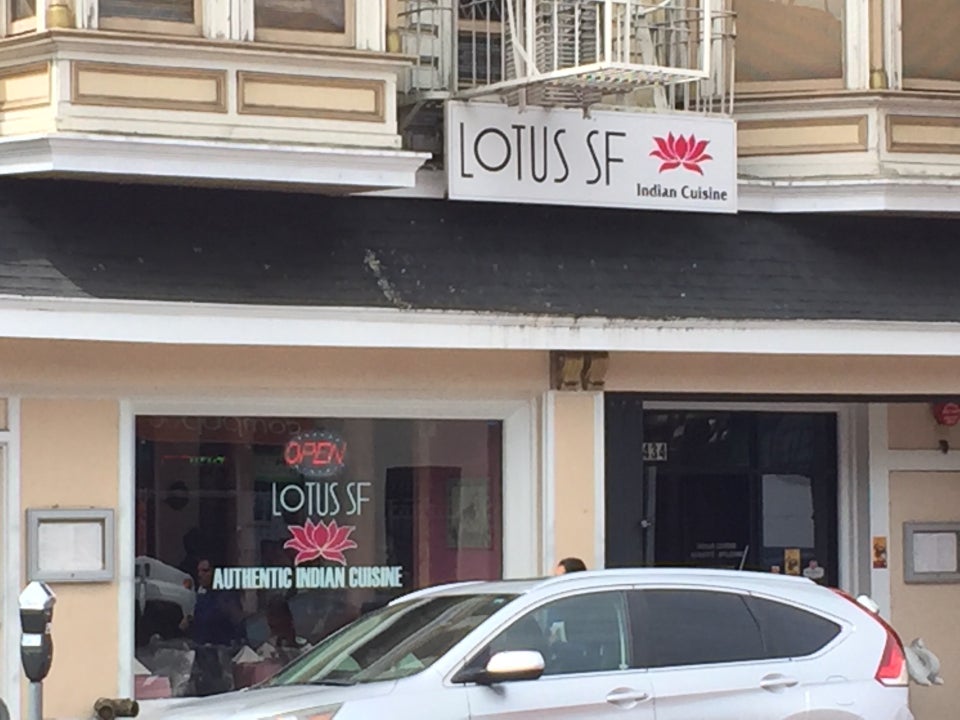 LOTUS SF
Indian Cuisine
OPEN
LOTUS SF
AUTHENTIC INDIAN CUISINE
434